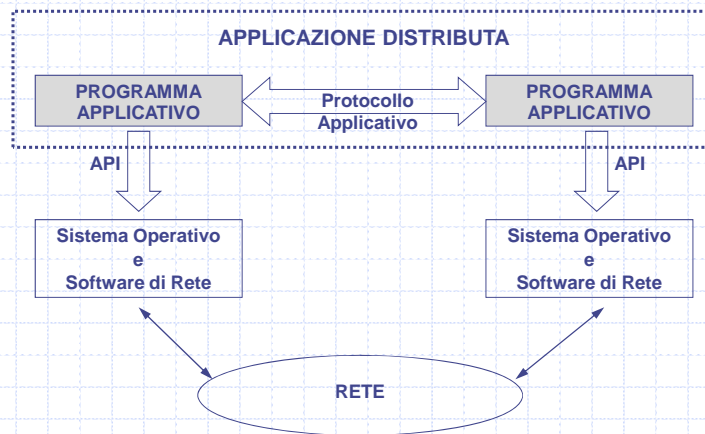 APPLICAZIONE DISTRIBUTA
PROGRAMMA
APPLICATIVO
Protocollo
Applicativo
PROGRAMMA
APPLICATIVO
API
API
Sistema Operativo
e
Software di Rete
Sistema Operativo
e
Software di Rete
RETE